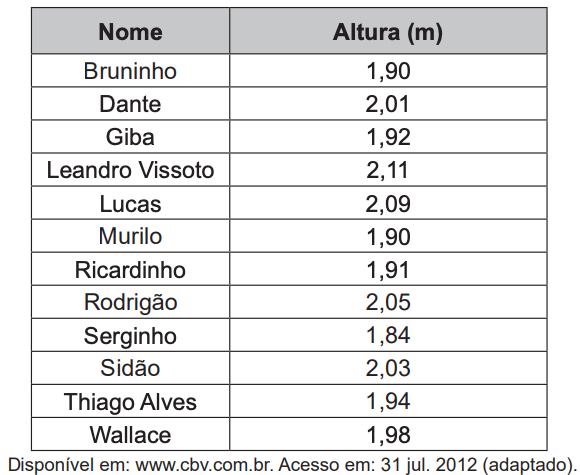 Nome Altura (m)
Bruninho 1,90
Dante 2,01
Giba 1,92
Leandro Vissoto 2,11
Lucas 2,09
Murilo 1,90
Ricardinho 1,91
Rodrigão 2,05
Serginho 1,84
Sidão 2,03
Thiago Alves 1,94
Wallace 1,98
Disponível em: www.cbv.com.br. Acesso em: 31 jul. 2012 (adaptado).